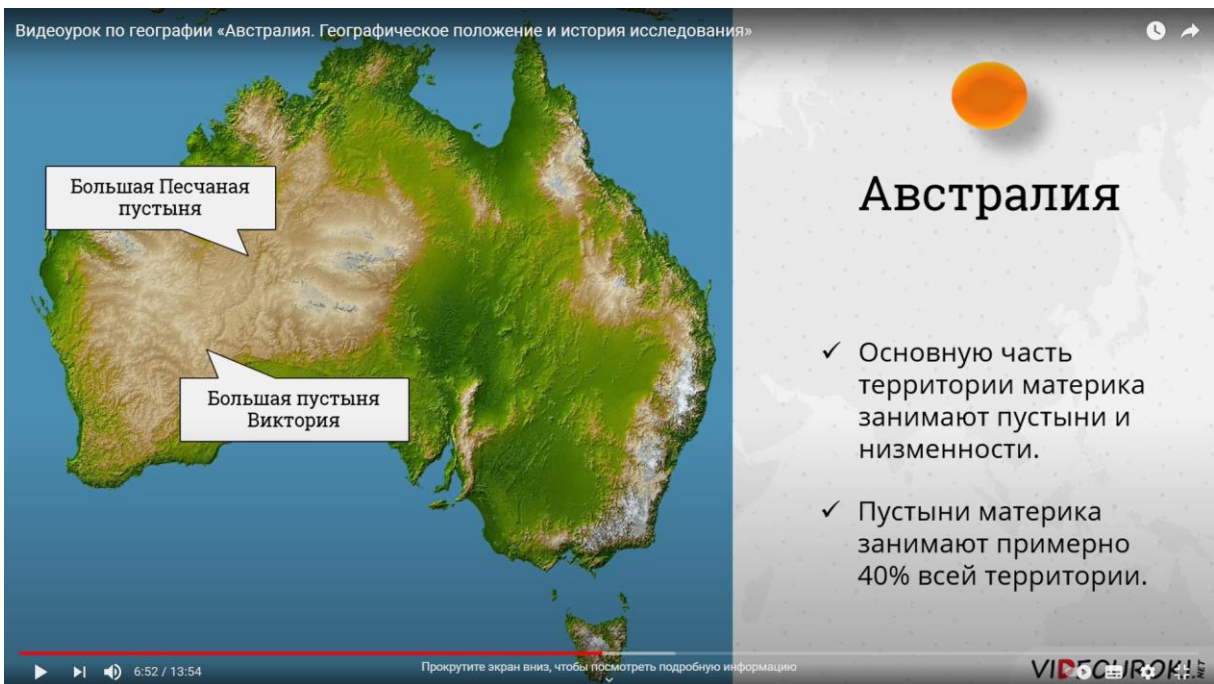 Видеоурок по географии «Австралия. Географическое положение и история исследования»
Большая Песчаная
пустыня
Большая пустыня
Виктория
Австралия
✓ Основную часть
территории материка
занимают пустыни и
низменности.
✓ Пустыни материка
занимают примерно
40% всей территории.
6:52 / 13:54
Прокрутите экран вниз, чтобы посмотреть подробную информацию